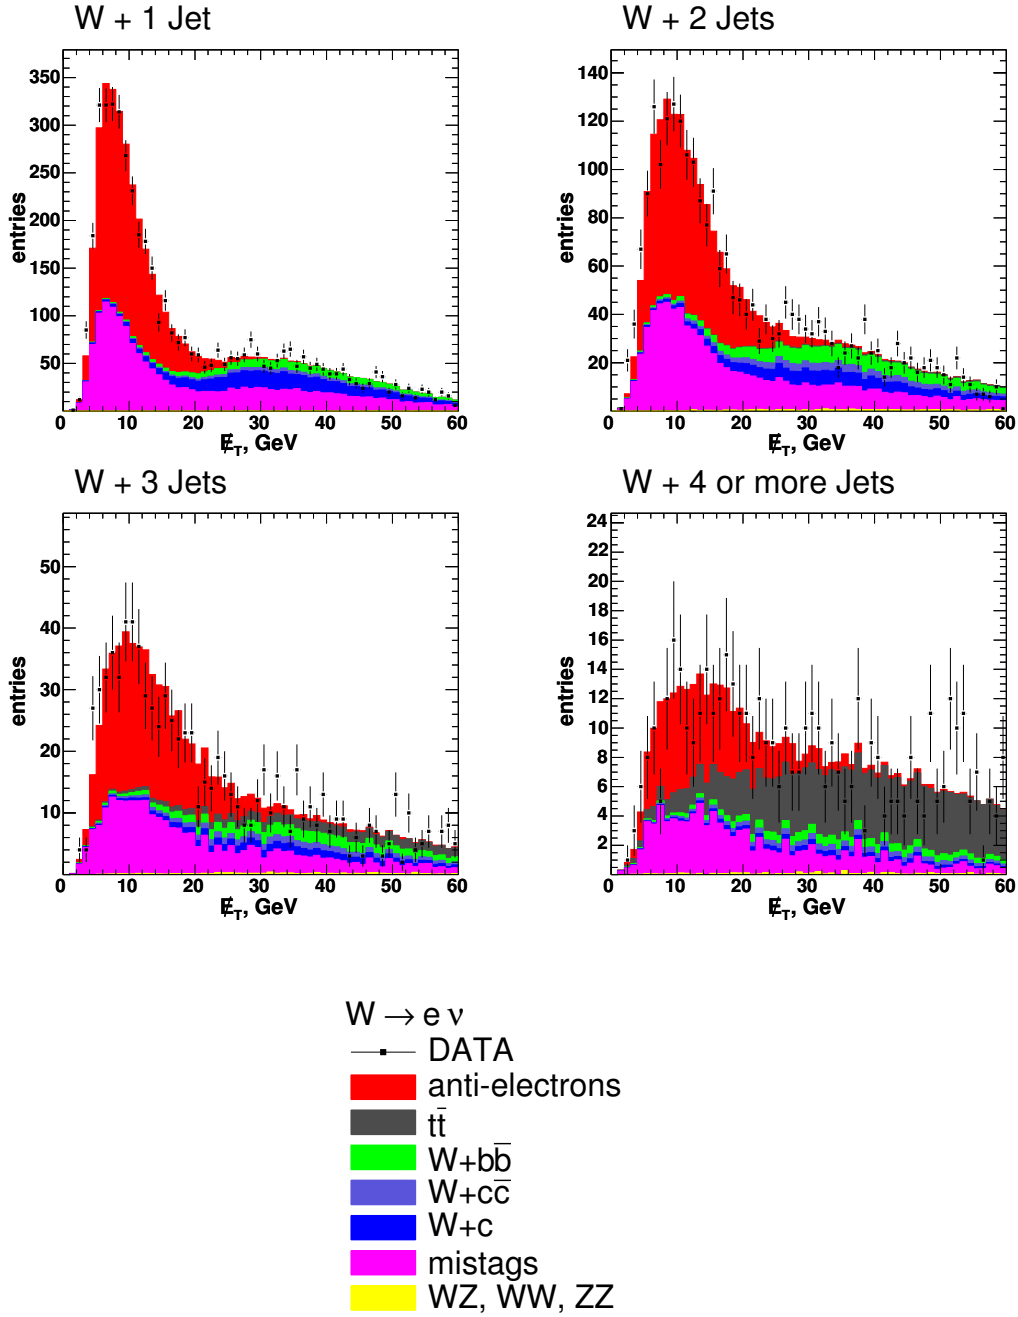 W + 1 Jet
350
300
250
200
150
100
50
entries
0 10 20 30 40 50 60
E̸_T, GeV
W + 2 Jets
140
120
100
80
60
40
20
entries
0 10 20 30 40 50 60
E̸_T, GeV
W + 3 Jets
50
40
30
20
10
entries
0 10 20 30 40 50 60
E̸_T, GeV
W + 4 or more Jets
24
22
20
18
16
14
12
10
8
6
4
2
entries
0 10 20 30 40 50 60
E̸_T, GeV
W → e ν
DATA
anti-electrons
tt̄
W+bb̄
W+cc̄
W+c
mistags
WZ, WW, ZZ